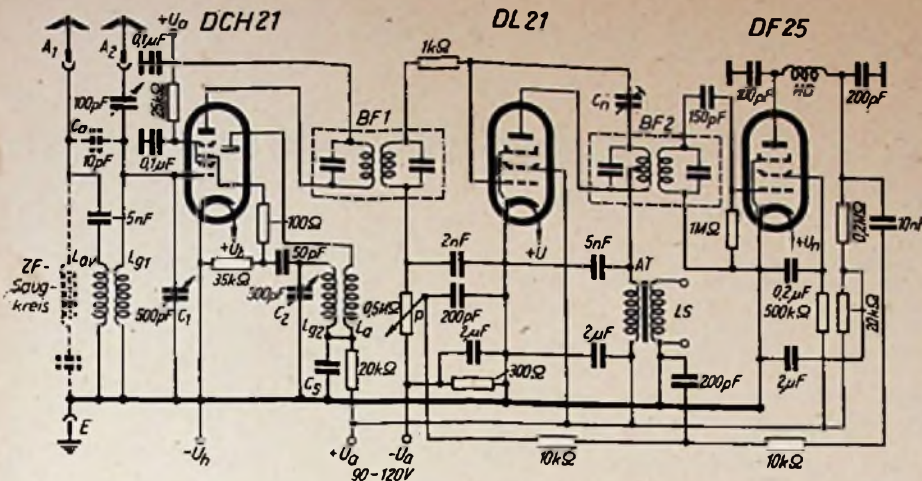 DCH21 DL21 DF25
+Ua
A1 A2 0,1µF
100pF 25kΩ
Ca
10pF 0,1µF
5nF
Lav Lg1
ZF-
Saug-
kreis
500pF C1
E
-Uh
+Uh
35kΩ 50pF 100Ω
500pF
C2
Lg2 La
C5 20kΩ
+Ua -Ua
90-120V
BF1
1kΩ
0,5MΩ P
2nF
200pF
2µF
300Ω
+U
5nF
2µF
Cn
BF2
150pF
AT
LS
200pF
10kΩ 10kΩ
1MΩ
100pF HD 200pF
+Uh
0,2µF
500kΩ
2µF
0,2MΩ 10nF
20kΩ